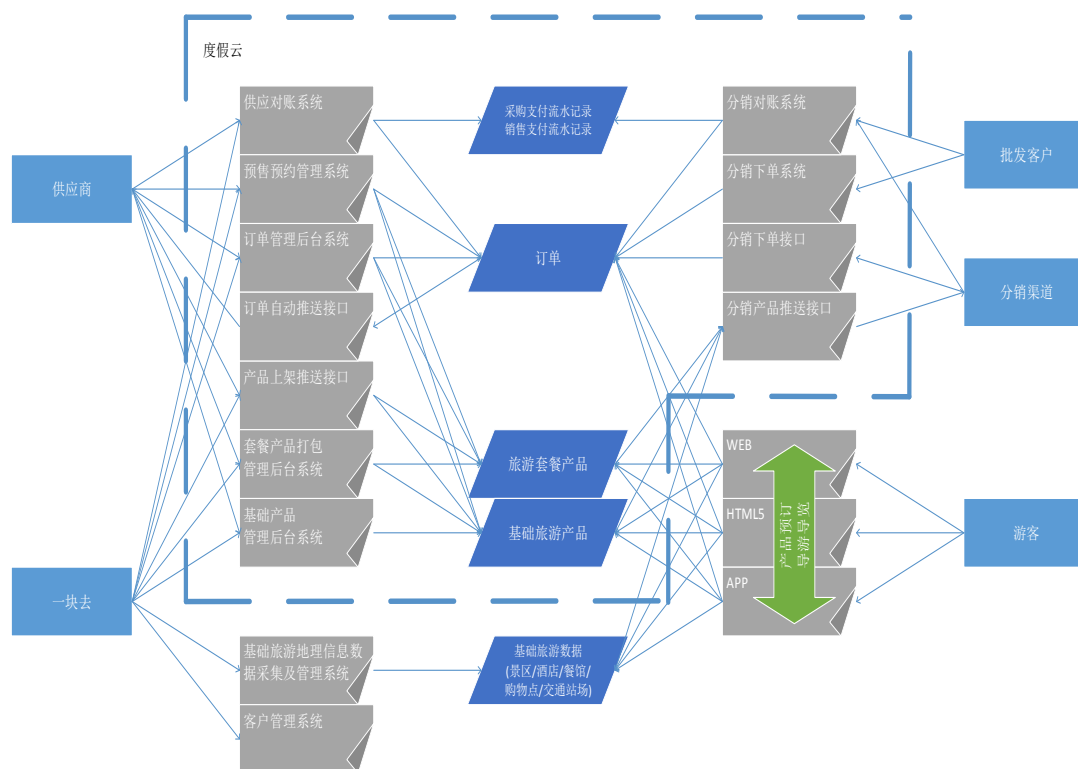 度假云
供应商
一块去
供应对账系统
预售预约管理系统
订单管理后台系统
订单自动推送接口
产品上架推送接口
套餐产品打包
管理后台系统
基础产品
管理后台系统
基础旅游地理信息数
据采集及管理系统
客户管理系统
采购支付流水记录
销售支付流水记录
订单
旅游套餐产品
基础旅游产品
基础旅游数据
(景区/酒店/餐馆/
购物点/交通站场)
分销对账系统
分销下单系统
分销下单接口
分销产品推送接口
WEB
HTML5
APP
产品预订
导游导览
批发客户
分销渠道
游客